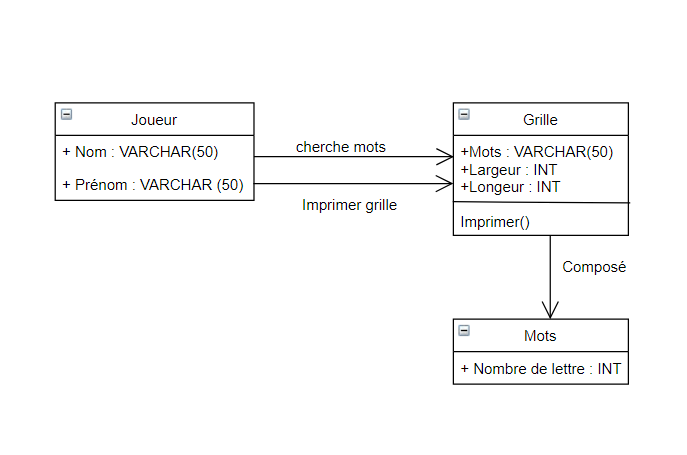 Joueur
+ Nom : VARCHAR(50)
+ Prénom : VARCHAR (50)
cherche mots
Imprimer grille
Grille
+Mots : VARCHAR(50)
+Largeur : INT
+Longeur : INT
Imprimer()
Composé
Mots
+ Nombre de lettre : INT